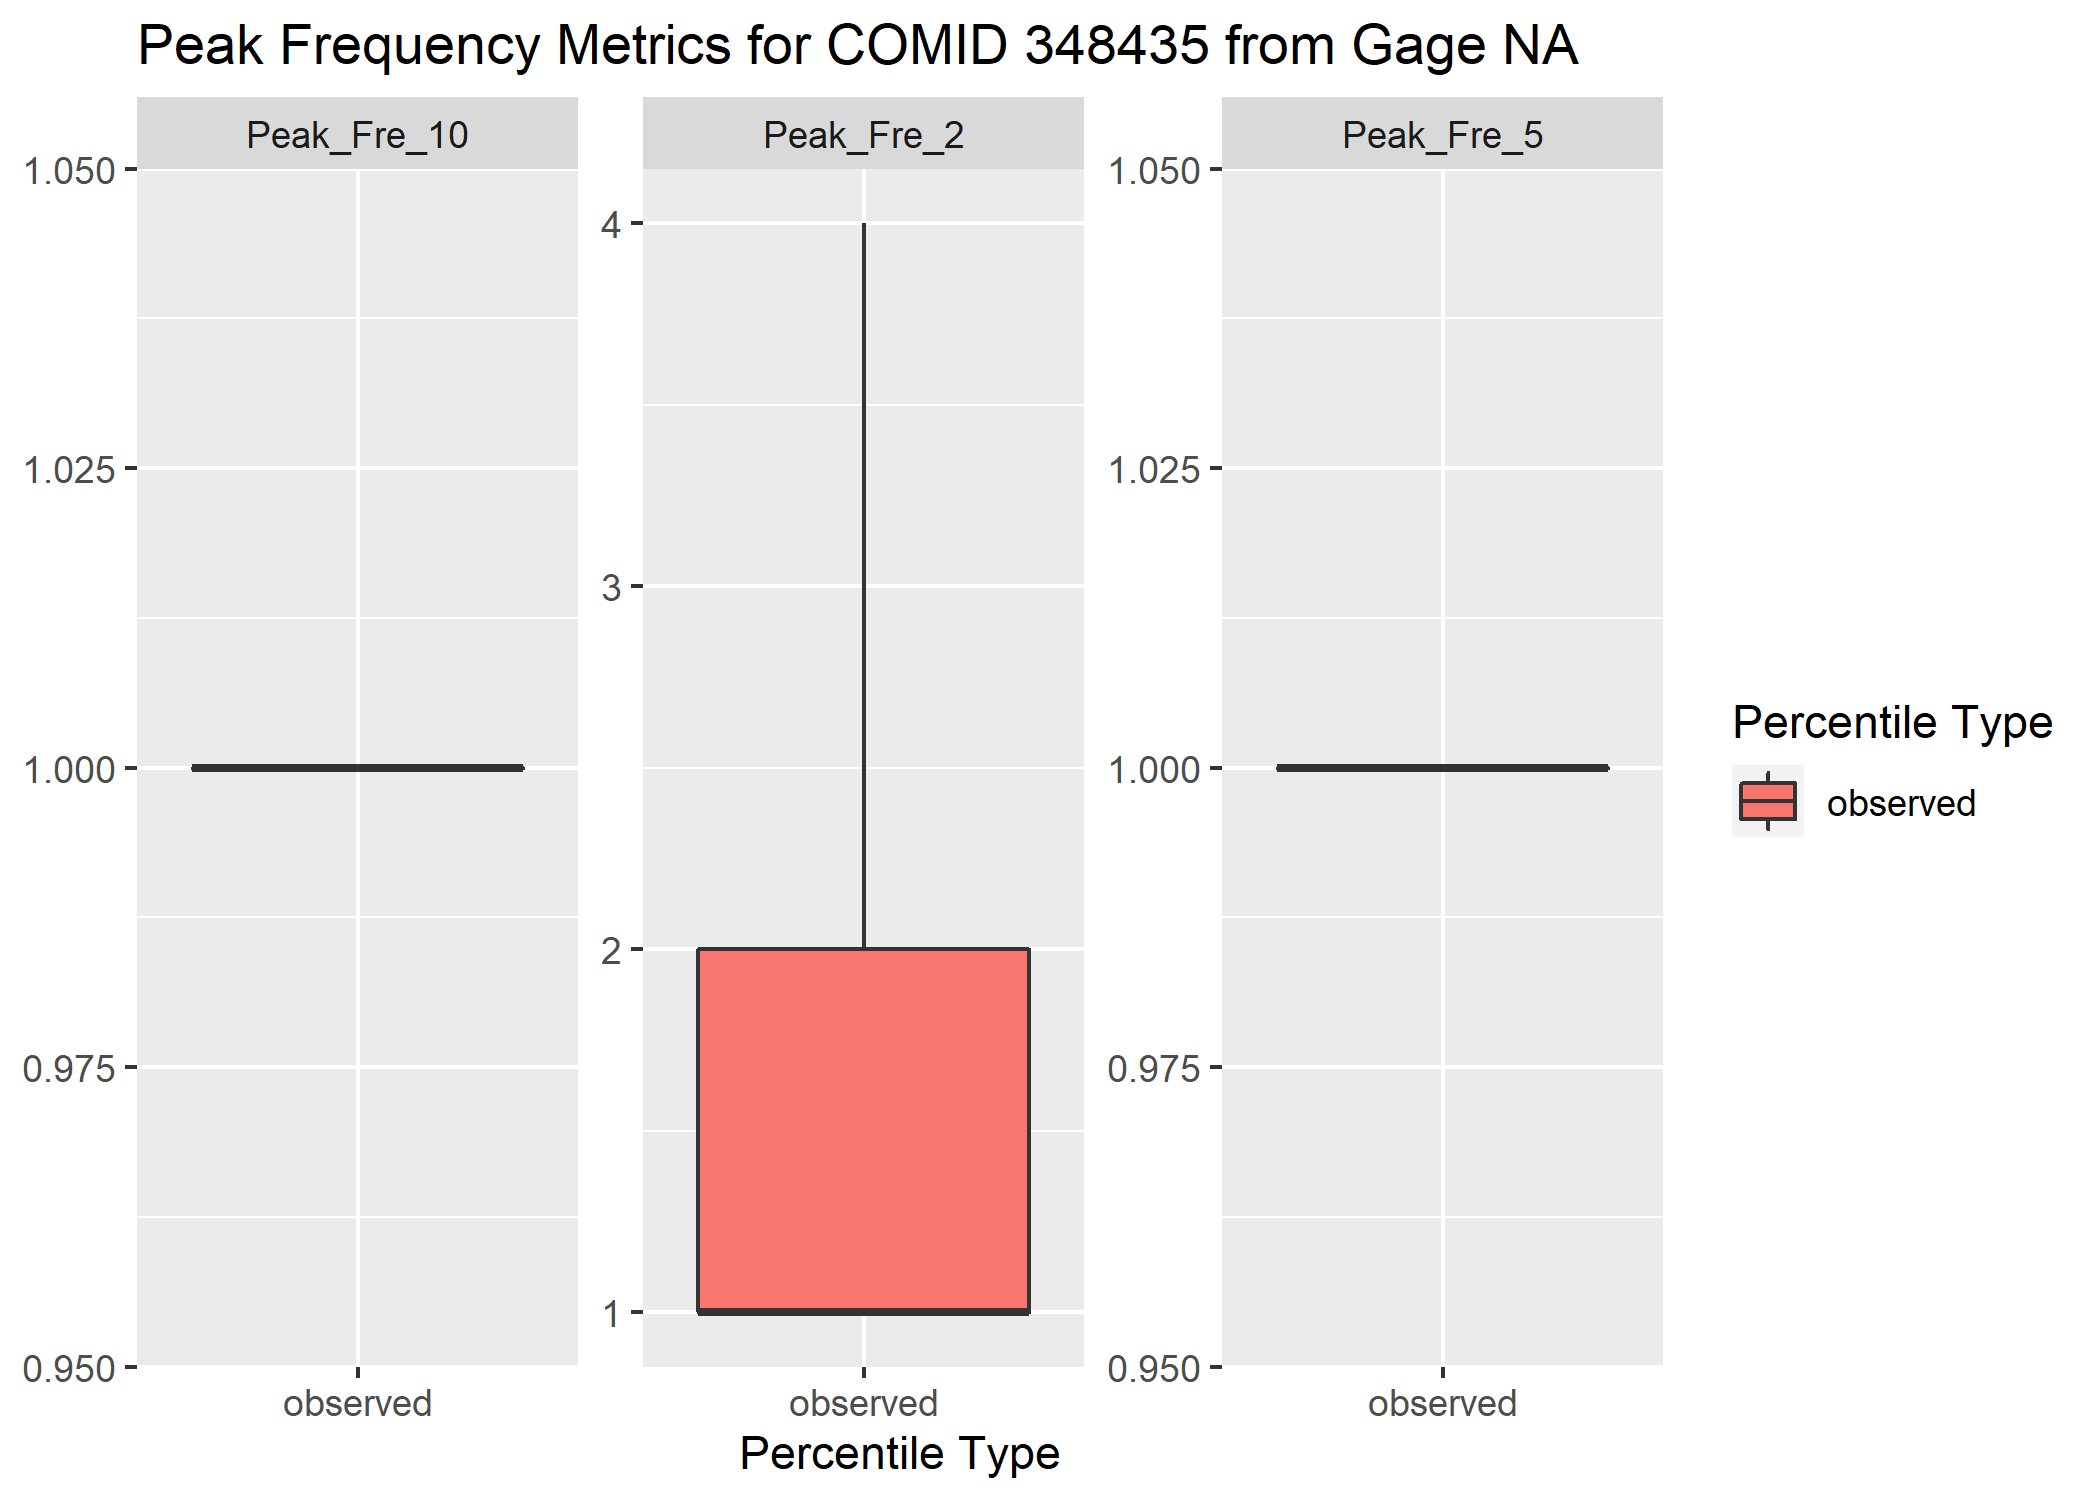 Peak Frequency Metrics for COMID 348435 from Gage NA
Peak_Fre_10
Peak_Fre_2
Peak_Fre_5
1.050
1.025
1.000
0.975
0.950
4
3
2
1
1.050
1.025
1.000
0.975
0.950
observed
observed
observed
Percentile Type
Percentile Type
observed